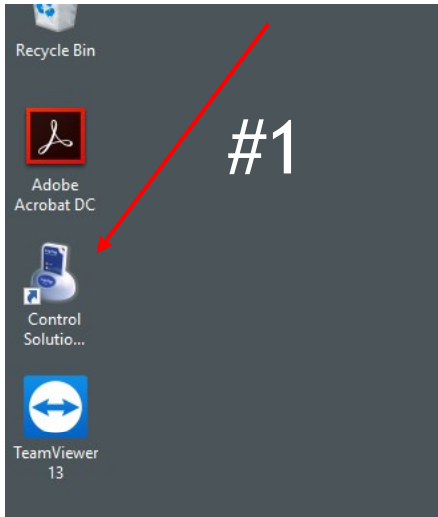 Recycle Bin
#1
Adobe
Acrobat DC
Control
Solutio...
TeamViewer
13